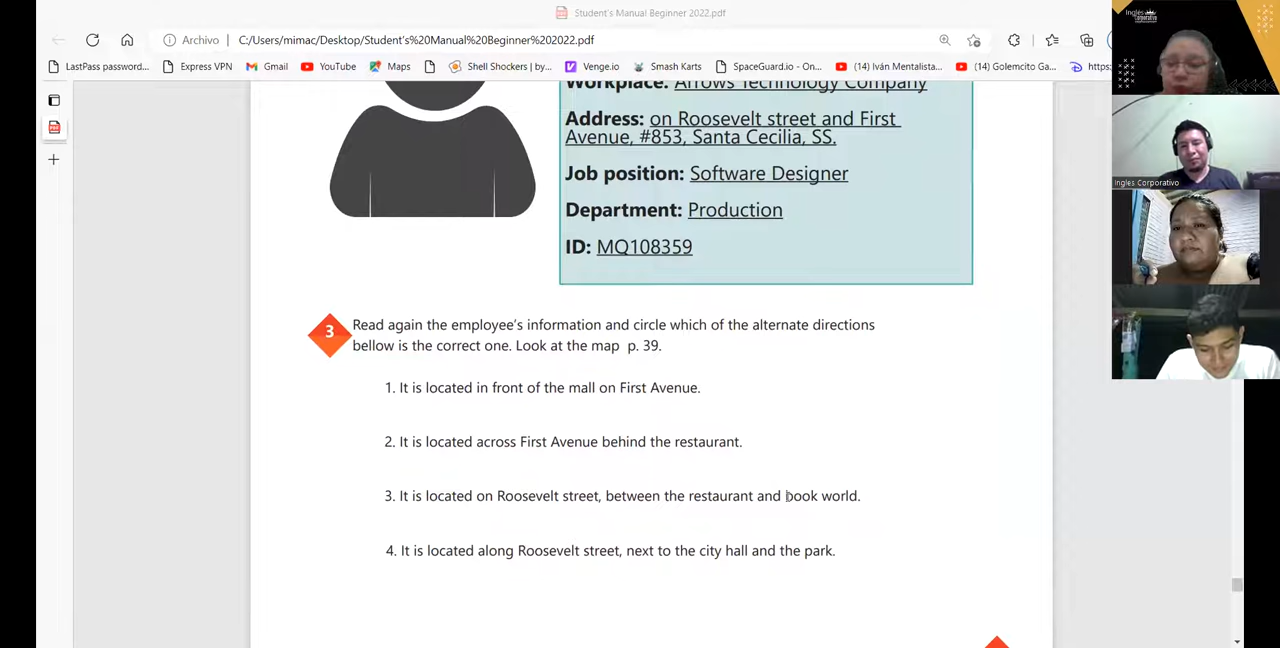 Student's Manual Beginner 2022.pdf
Archivo C:/Users/mimac/Desktop/Student's%20Manual%20Beginner%202022.pdf
LastPass password... Express VPN Gmail YouTube Maps Shell Shockers | by... Venge.io Smash Karts SpaceGuard.io - On... (14) Iván Mentalista... (14) Golemcito Ga... https:
Workplace: Arrows Technology Company
Address: on Roosevelt street and First
Avenue, #853, Santa Cecilia, SS.
Job position: Software Designer
Department: Production
ID: MQ108359
3
Read again the employee's information and circle which of the alternate directions
bellow is the correct one. Look at the map p. 39.
1. It is located in front of the mall on First Avenue.
2. It is located across First Avenue behind the restaurant.
3. It is located on Roosevelt street, between the restaurant and book world.
4. It is located along Roosevelt street, next to the city hall and the park.
Inglés
Corporativo
Ingles Corporativo